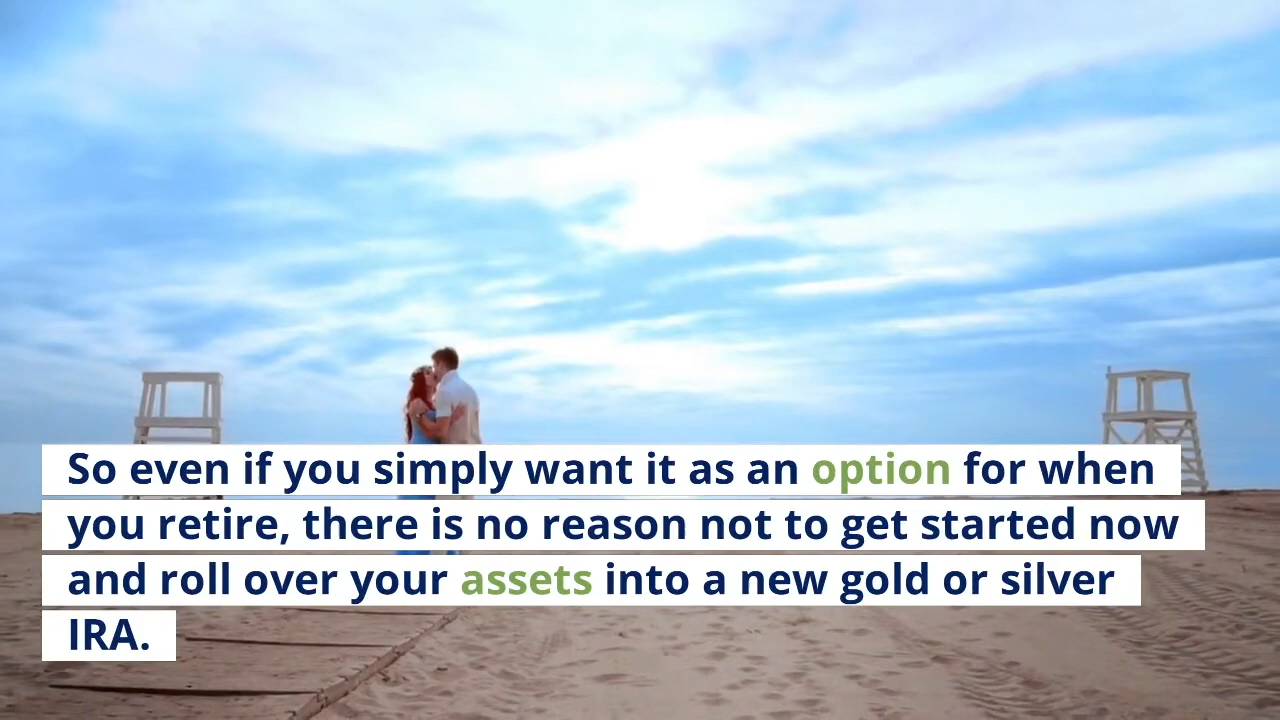 So even if you simply want it as an option for when
you retire, there is no reason not to get started now
and roll over your assets into a new gold or silver
IRA.